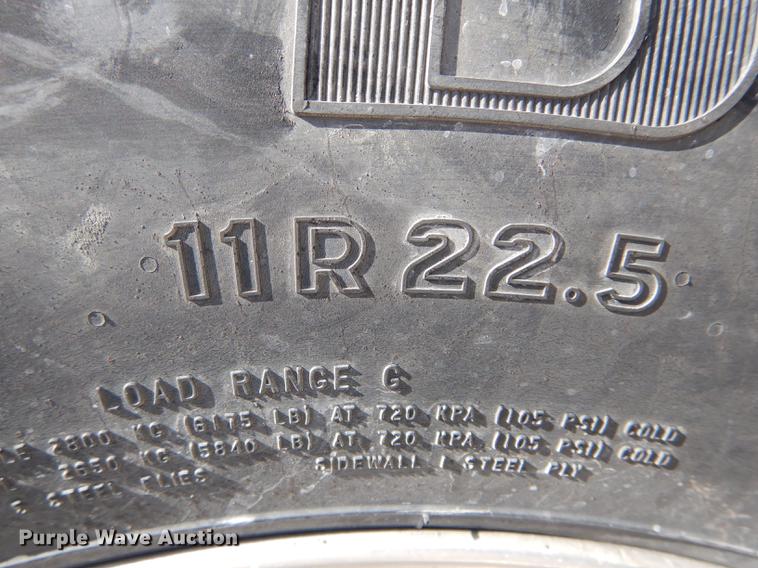 11R22.5
LOAD RANGE G
2800 KG (6175 LB) AT 720 KPA (105 PSI) COLD
2650 KG (5840 LB) AT 720 KPA (105 PSI) COLD
STEEL PLIES SIDEWALL 1 STEEL PLY
Purple Wave Auction